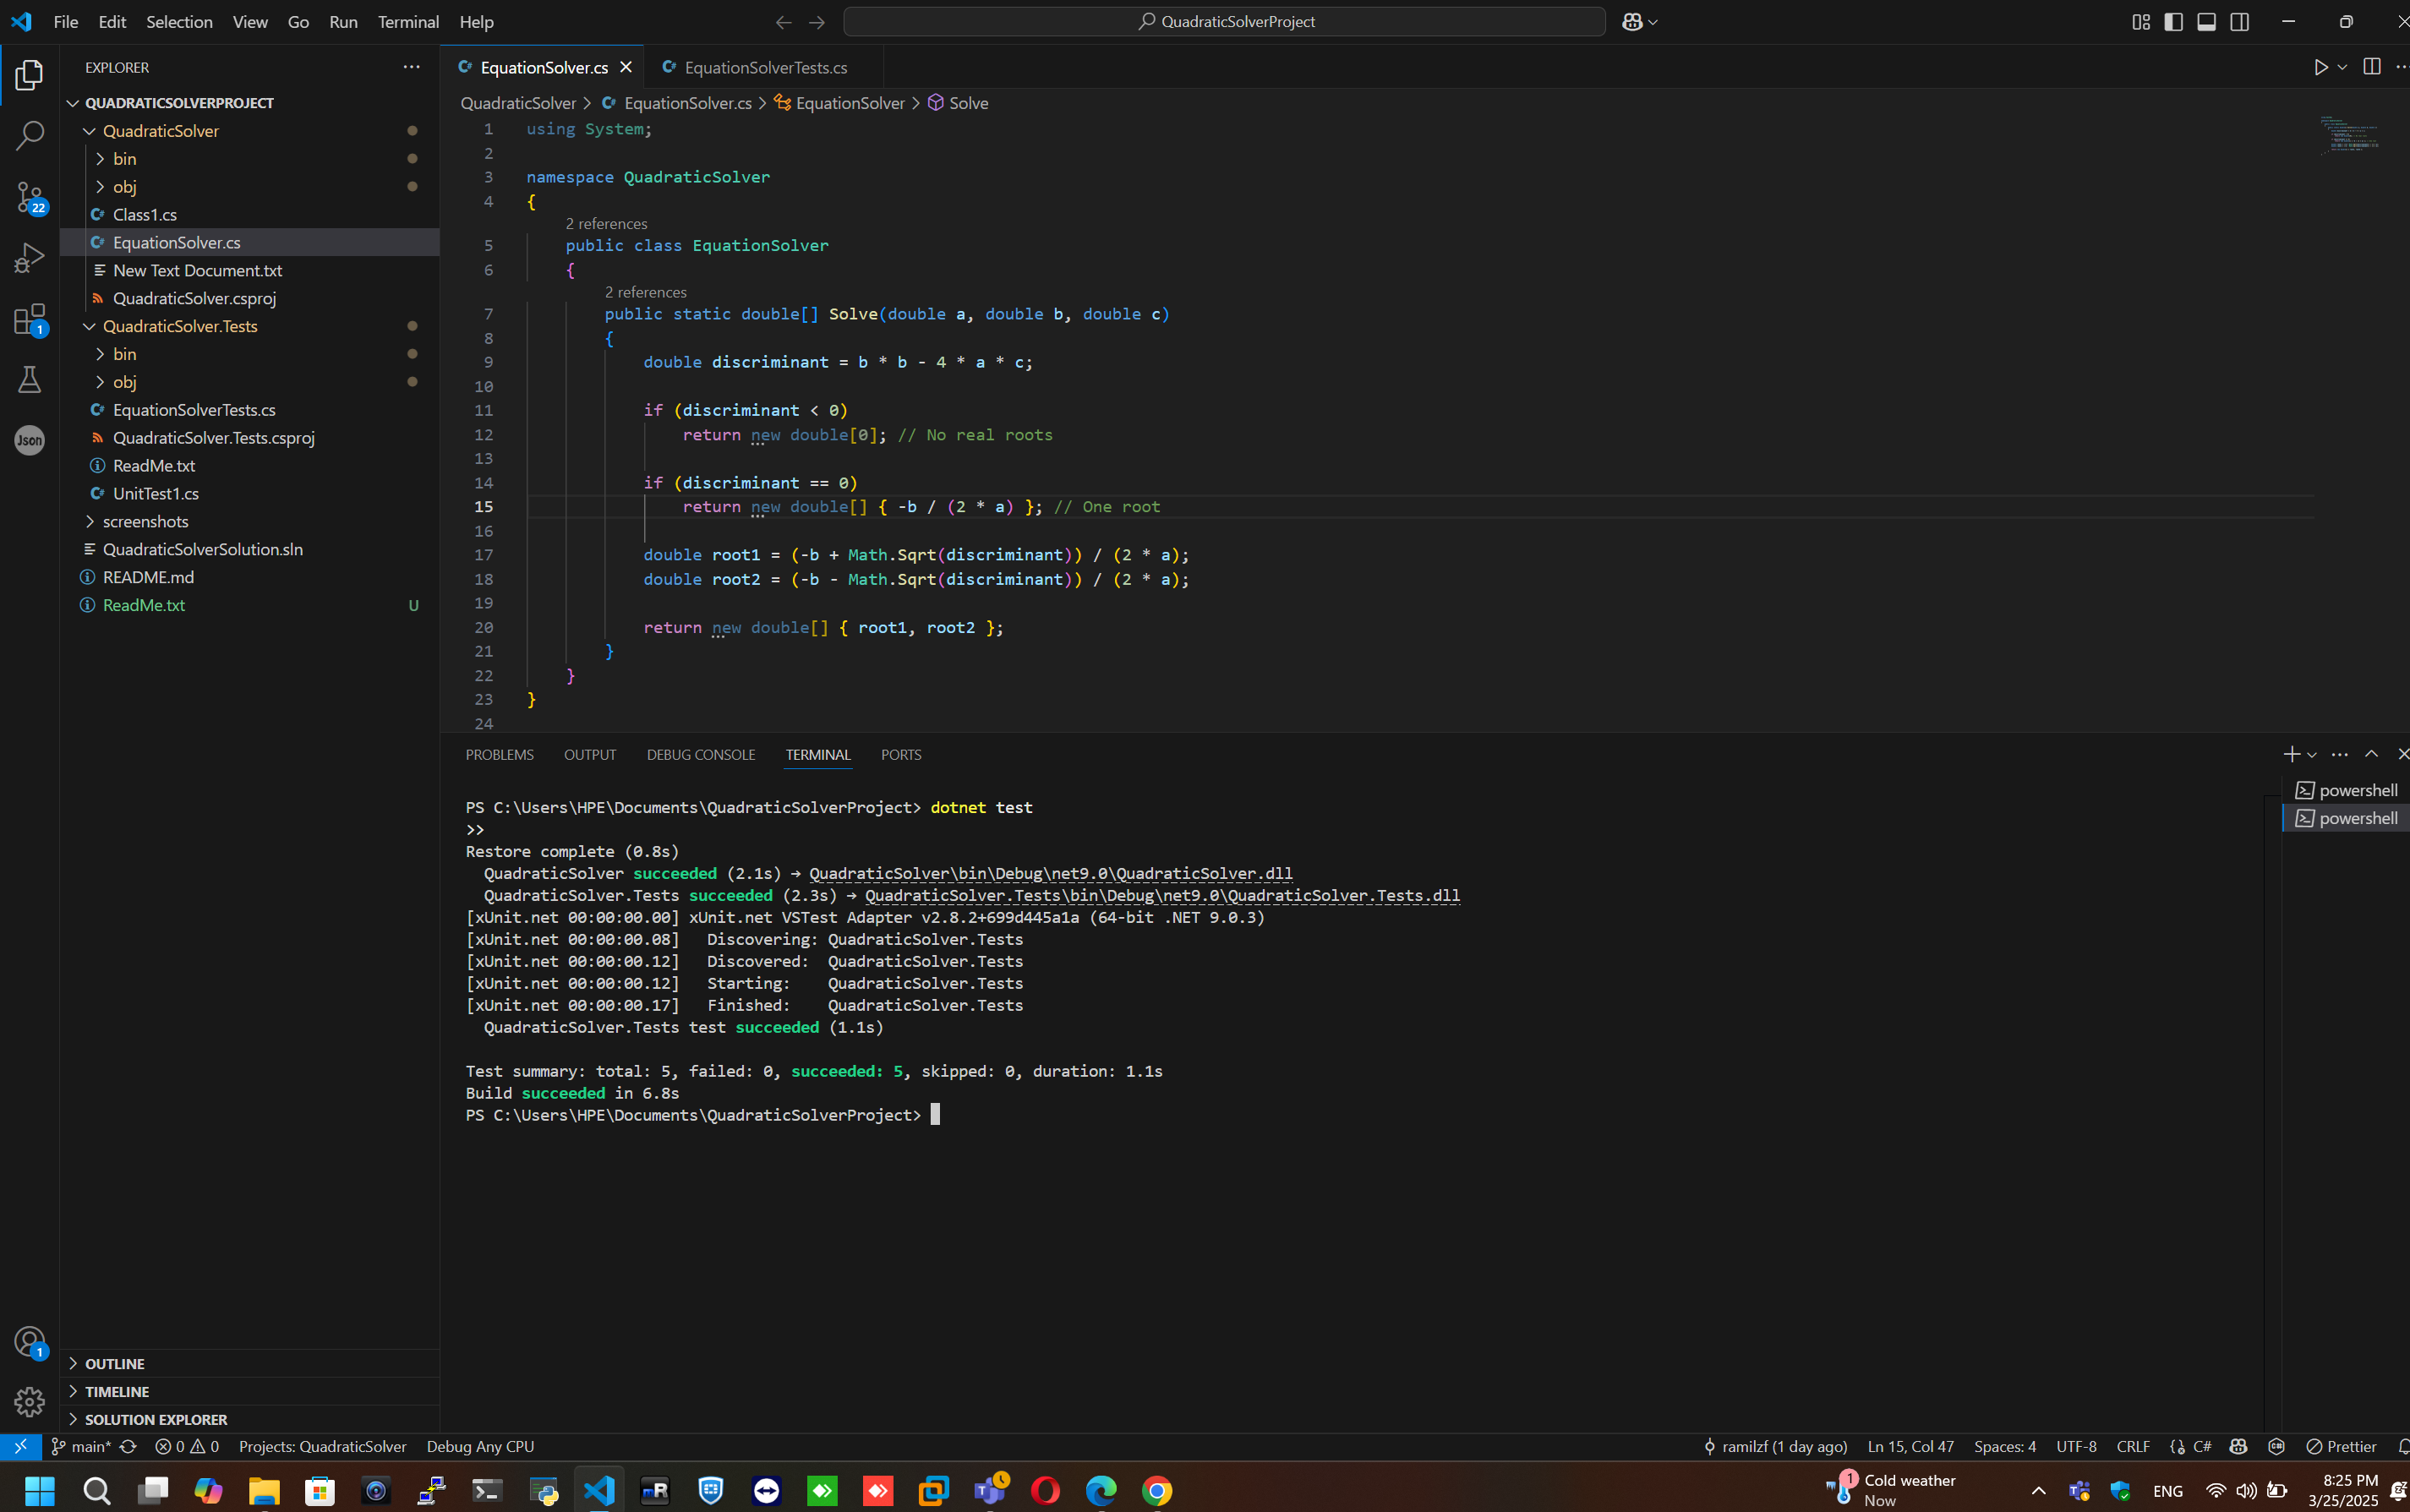 File Edit Selection View Go Run Terminal Help
QuadraticSolverProject
EXPLORER
QUADRATICSOLVERPROJECT
QuadraticSolver
bin
obj
Class1.cs
EquationSolver.cs
New Text Document.txt
QuadraticSolver.csproj
QuadraticSolver.Tests
bin
obj
EquationSolverTests.cs
QuadraticSolver.Tests.csproj
ReadMe.txt
UnitTest1.cs
screenshots
QuadraticSolverSolution.sln
README.md
ReadMe.txt U
22
1
Json
1
OUTLINE
TIMELINE
SOLUTION EXPLORER
EquationSolver.cs EquationSolverTests.cs
QuadraticSolver > EquationSolver.cs > EquationSolver > Solve
1 using System;
2
3 namespace QuadraticSolver
4 {
2 references
5 public class EquationSolver
6 {
2 references
7 public static double[] Solve(double a, double b, double c)
8 {
9 double discriminant = b * b - 4 * a * c;
10
11 if (discriminant < 0)
12 return new double[0]; // No real roots
13
14 if (discriminant == 0)
15 return new double[] { -b / (2 * a) }; // One root
16
17 double root1 = (-b + Math.Sqrt(discriminant)) / (2 * a);
18 double root2 = (-b - Math.Sqrt(discriminant)) / (2 * a);
19
20 return new double[] { root1, root2 };
21 }
22 }
23 }
24
PROBLEMS OUTPUT DEBUG CONSOLE TERMINAL PORTS
powershell
powershell
PS C:\Users\HPE\Documents\QuadraticSolverProject> dotnet test
>>
Restore complete (0.8s)
QuadraticSolver succeeded (2.1s) → QuadraticSolver\bin\Debug\net9.0\QuadraticSolver.dll
QuadraticSolver.Tests succeeded (2.3s) → QuadraticSolver.Tests\bin\Debug\net9.0\QuadraticSolver.Tests.dll
[xUnit.net 00:00:00.00] xUnit.net VSTest Adapter v2.8.2+699d445a1a (64-bit .NET 9.0.3)
[xUnit.net 00:00:00.08] Discovering: QuadraticSolver.Tests
[xUnit.net 00:00:00.12] Discovered: QuadraticSolver.Tests
[xUnit.net 00:00:00.12] Starting: QuadraticSolver.Tests
[xUnit.net 00:00:00.17] Finished: QuadraticSolver.Tests
QuadraticSolver.Tests test succeeded (1.1s)
Test summary: total: 5, failed: 0, succeeded: 5, skipped: 0, duration: 1.1s
Build succeeded in 6.8s
PS C:\Users\HPE\Documents\QuadraticSolverProject>
main* 0 0 Projects: QuadraticSolver Debug Any CPU
ramilzf (1 day ago) Ln 15, Col 47 Spaces: 4 UTF-8 CRLF C# Prettier
mR
1
Cold weather
Now
ENG
8:25 PM
3/25/2025